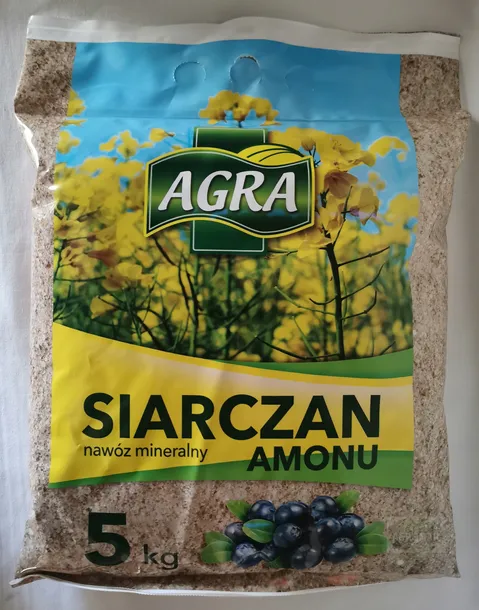 AGRA
SIARCZAN
nawóz mineralny
AMONU
5 kg